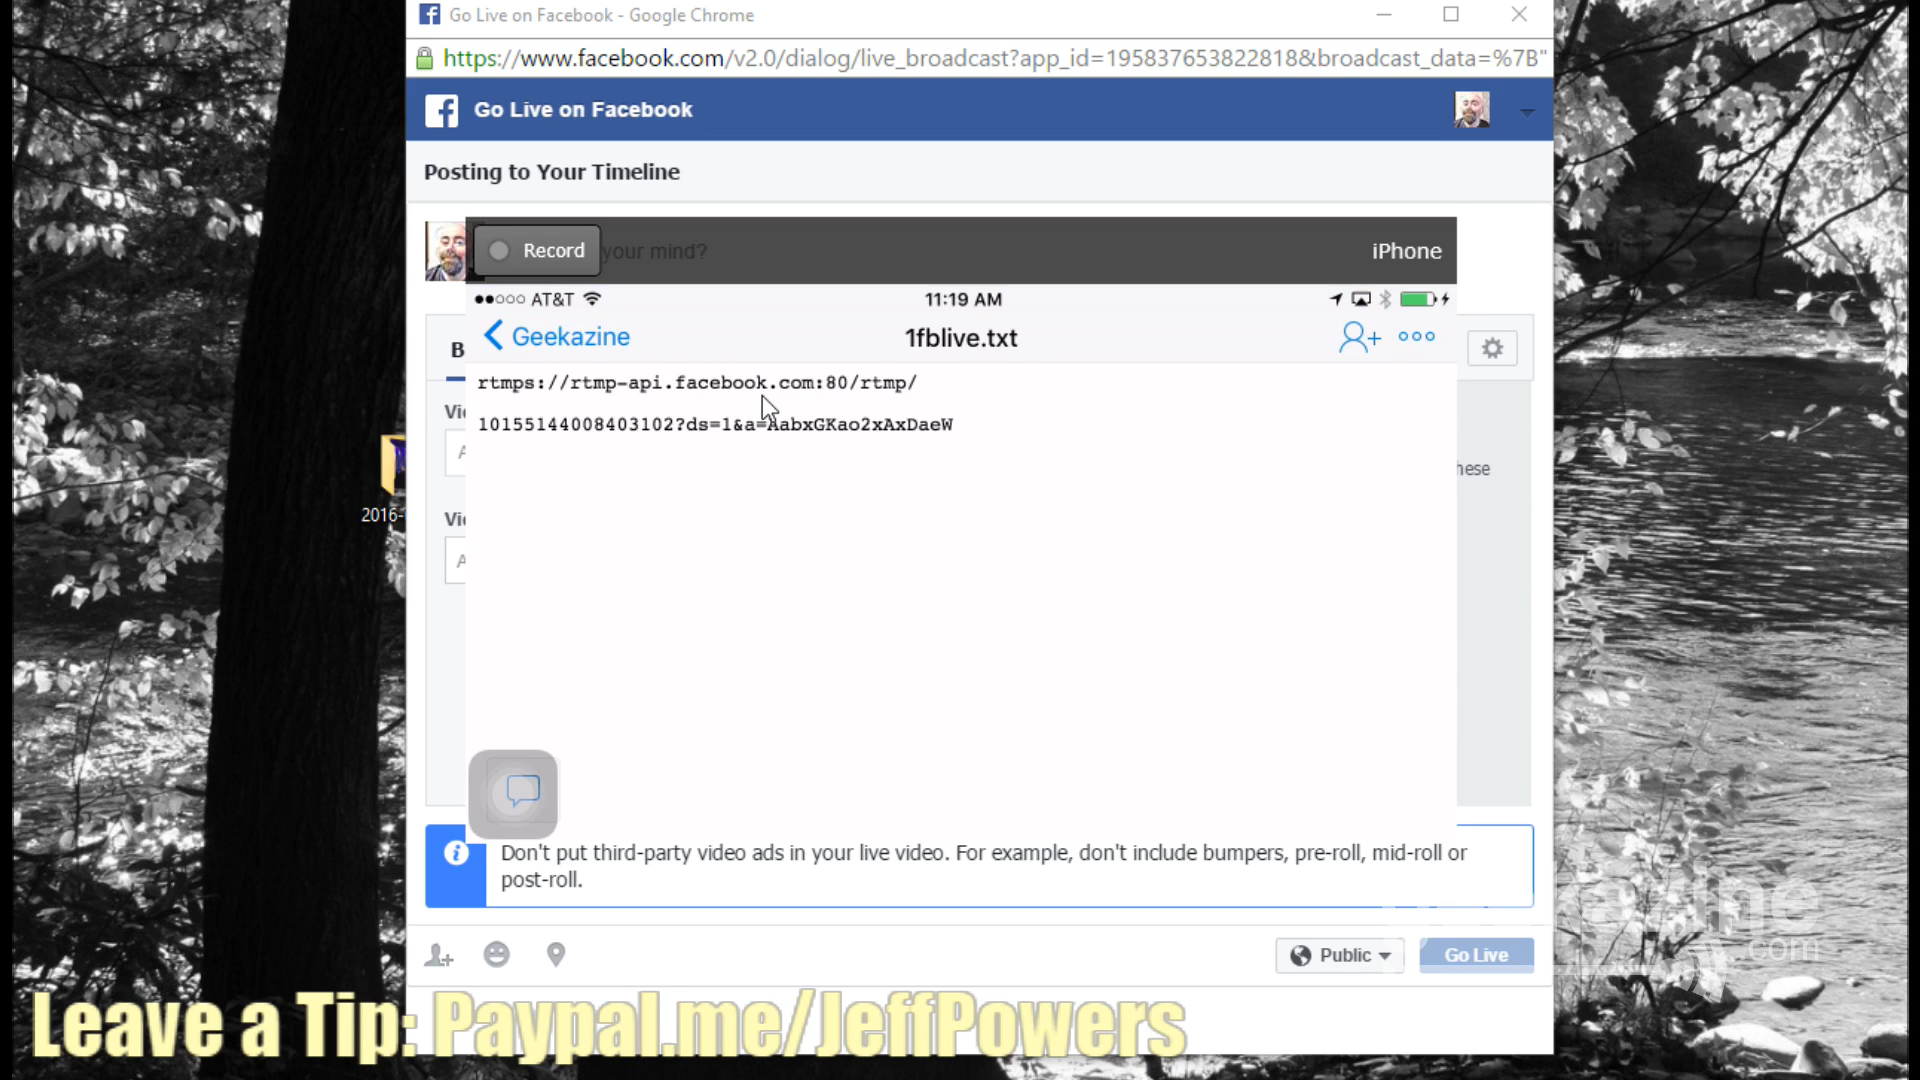 Go Live on Facebook - Google Chrome
https://www.facebook.com/v2.0/dialog/live_broadcast?app_id=195837653822818&broadcast_data=%7B"
Go Live on Facebook
Posting to Your Timeline
Record
your mind?
iPhone
AT&T
11:19 AM
Geekazine
1fblive.txt
B
rtmps://rtmp-api.facebook.com:80/rtmp/
Vi
10155144008403102?ds=1&a=AabxGKao2xAxDaeW
A
hese
2016-
Vi
A
Don't put third-party video ads in your live video. For example, don't include bumpers, pre-roll, mid-roll or
post-roll.
Public
Go Live
.com
Leave a Tip: Paypal.me/JeffPowers